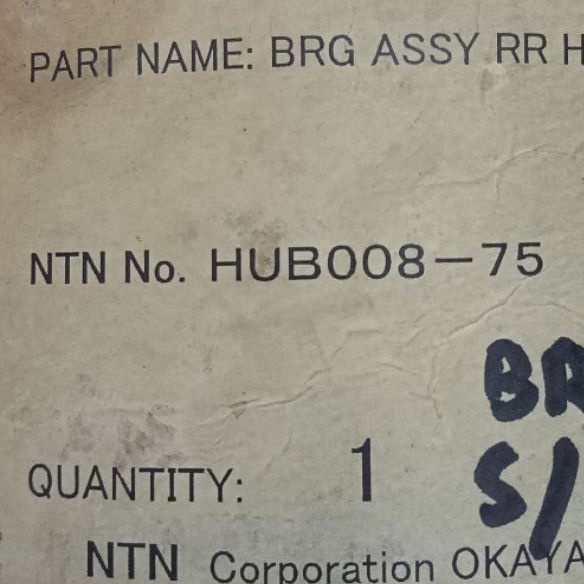 PART NAME: BRG ASSY RR H
NTN No. HUB008-75
BR
QUANTITY: 1
S/
NTN Corporation OKAYA